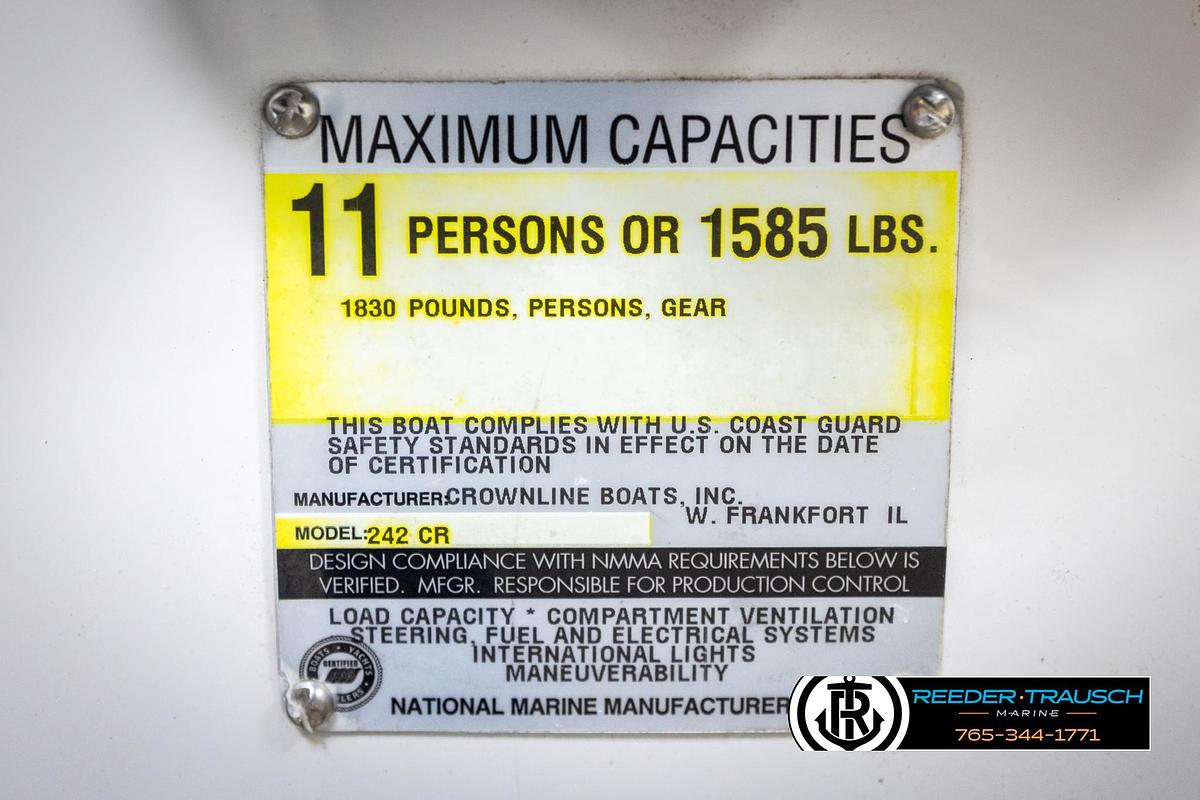 MAXIMUM CAPACITIES
11 PERSONS OR 1585 LBS.
1830 POUNDS, PERSONS, GEAR
THIS BOAT COMPLIES WITH U.S. COAST GUARD
SAFETY STANDARDS IN EFFECT ON THE DATE
OF CERTIFICATION
MANUFACTURER:CROWNLINE BOATS, INC.
W. FRANKFORT IL
MODEL:242 CR
DESIGN COMPLIANCE WITH NMMA REQUIREMENTS BELOW IS
VERIFIED. MFGR. RESPONSIBLE FOR PRODUCTION CONTROL
LOAD CAPACITY * COMPARTMENT VENTILATION
STEERING, FUEL AND ELECTRICAL SYSTEMS
INTERNATIONAL LIGHTS
MANEUVERABILITY
BOATS · YACHTS
CERTIFIED
NATIONAL MARINE MANUFACTURER
REEDER·TRAUSCH
MARINE
765-344-1771